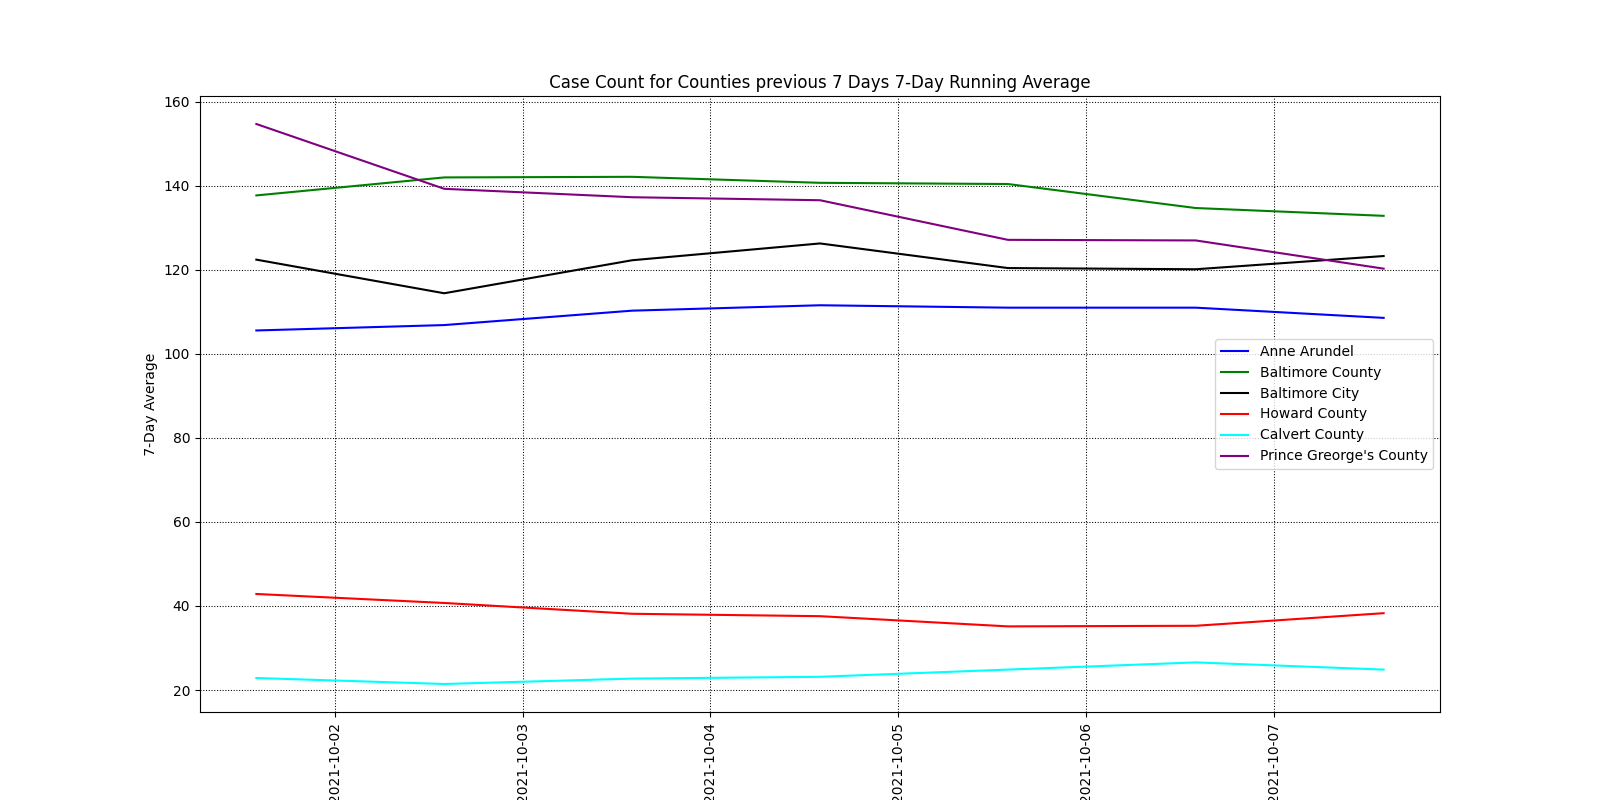 Case Count for Counties previous 7 Days 7-Day Running Average
160
140
120
100
80
60
40
20
7-Day Average
Anne Arundel
Baltimore County
Baltimore City
Howard County
Calvert County
Prince Greorge's County
2021-10-02
2021-10-03
2021-10-04
2021-10-05
2021-10-06
2021-10-07